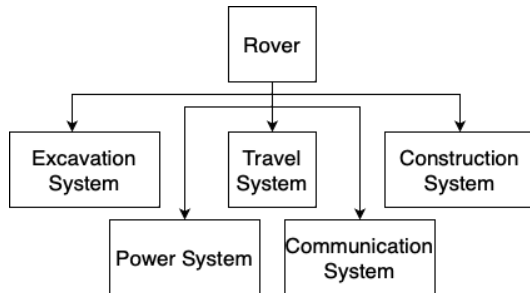 Rover
Excavation
System
Travel
System
Construction
System
Power System
Communication
System